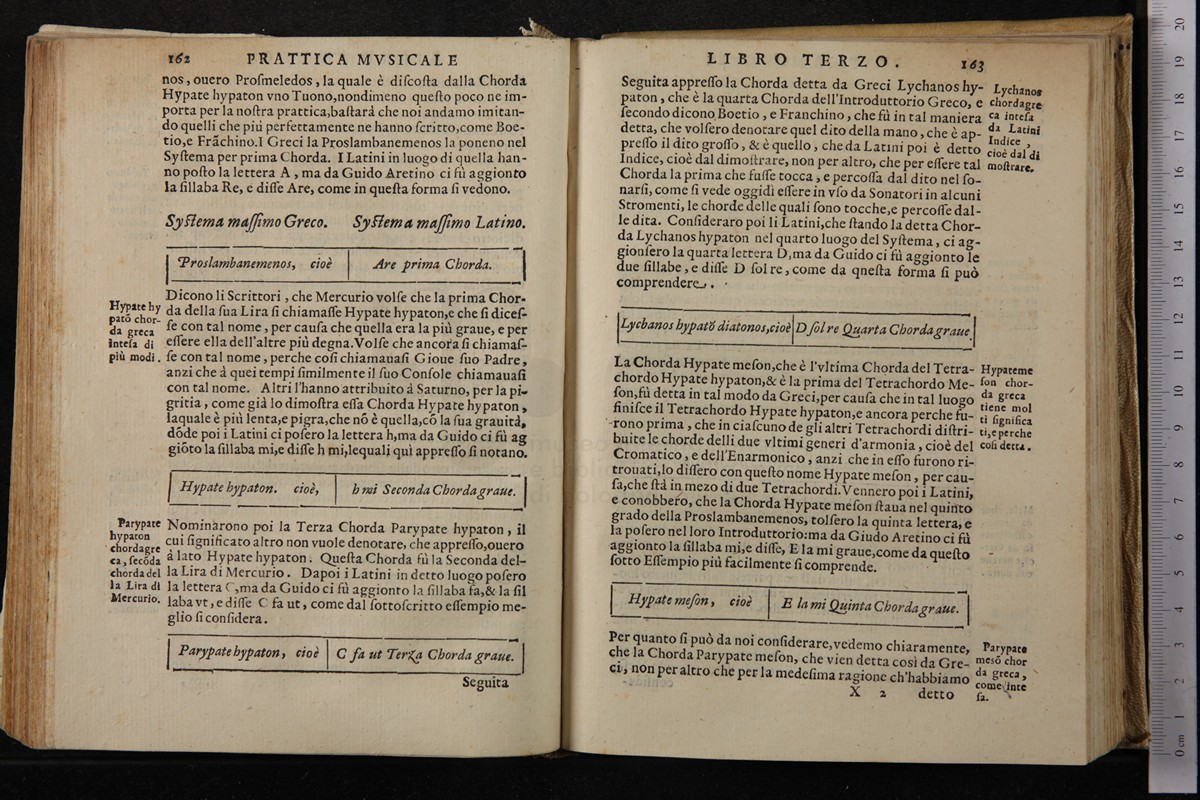 162 PRATTICA MVSICALE
nos, ouero Proſmeledos, la quale è diſcoſta dalla Chorda
Hypate hypaton vno Tuono,nondimeno queſto poco ne im-
porta per la noſtra prattica,baſtarà che noi andamo imitan-
do quelli che più perfettamente ne hanno ſcritto,come Boe-
tio,e Frãchino.I Greci la Proslambanemenos la poneno nel
Syſtema per prima Chorda. I Latini in luogo di quella han-
no poſto la lettera A, ma da Guido Aretino ci fù aggionto
la ſillaba Re, e diſſe Are, come in queſta forma ſi vedono.
Syſtema maſſimo Greco. Syſtema maſſimo Latino.
Proslambanemenos, cioè Are prima Chorda.
Dicono li Scrittori, che Mercurio volſe che la prima Chor-
da della ſua Lira ſi chiamaſſe Hypate hypaton,e che ſi diceſ-
ſe con tal nome, per cauſa che quella era la più graue, e per
eſſere ella dell'altre più degna.Volſe che ancora ſi chiamaſ-
ſe con tal nome, perche coſi chiamauaſi Gioue ſuo Padre,
anzi che à quei tempi ſimilmente il ſuo Conſole chiamauaſi
con tal nome. Altri l'hanno attribuito á Saturno, per la pi-
gritia, come già lo dimoſtra eſſa Chorda Hypate hypaton,
laquale è più lenta,e pigra,che nõ è quella,cõ la ſua grauità,
dõde poi i Latini ci poſero la lettera h,ma da Guido ci fù ag
giõto la ſillaba mi,e diſſe h mi,lequali quì appreſſo ſi notano.
Hypate hy
patõ chor-
da greca
inteſa di
più modi.
Hypate hypaton. cioè, h mi Seconda Chorda graue.
Nominarono poi la Terza Chorda Parypate hypaton, il
cui ſignificato altro non vuole denotare, che appreſſo,ouero
à lato Hypate hypaton. Queſta Chorda fù la Seconda del-
la Lira di Mercurio. Dapoi i Latini in detto luogo poſero
la lettera C,ma da Guido ci fù aggionto la ſillaba fa,& la ſil
laba vt, e diſſe C fa ut, come dal ſottoſcritto eſſempio me-
glio ſi conſidera.
Parypate
hypaton
chordagre
ca, ſecõda
chorda del
la Lira di
Mercurio.
Parypate hypaton, cioè C fa ut Terza Chorda graue.
Seguita
LIBRO TERZO. 163
Seguita appreſſo la Chorda detta da Greci Lychanos hy-
paton, che è la quarta Chorda dell'Introduttorio Greco, e
ſecondo dicono Boetio, e Franchino, che fù in tal maniera
detta, che volſero denotare quel dito della mano, che è ap-
preſſo il dito groſſo, & è quello, che da Latini poi è detto
Indice, cioè dal dimoſtrare, non per altro, che per eſſere tal
Chorda la prima che fuſſe tocca, e percoſſa dal dito nel ſo-
narſi, come ſi vede oggidì eſſere in vſo da Sonatori in alcuni
Stromenti, le chorde delle quali ſono tocche,e percoſſe dal-
le dita. Conſideraro poi li Latini,che ſtando la detta Chor-
da Lychanos hypaton nel quarto luogo del Syſtema, ci ag-
gionſero la quarta lettera D,ma da Guido ci fù aggionto le
due ſillabe, e diſſe D ſol re, come da qneſta forma ſi può
comprendere.
Lychanos
chordagre
ca inteſa
da Latini
Indice,
cioè dal di
moſtrare.
Lychanos hypatõ diatonos,cioè D ſol re Quarta Chorda graue
La Chorda Hypate meſon,che è l'vltima Chorda del Tetra-
chordo Hypate hypaton,& è la prima del Tetrachordo Me-
ſon,fù detta in tal modo da Greci,per cauſa che in tal luogo
finiſce il Tetrachordo Hypate hypaton,e ancora perche fu-
rono prima, che in ciaſcuno de gli altri Tetrachordi diſtri-
buite le chorde delli due vltimi generi d'armonia, cioè del
Cromatico, e dell'Enarmonico, anzi che in eſſo furono ri-
trouati,lo diſſero con queſto nome Hypate meſon, per cau-
ſa,che ſtà in mezo di due Tetrachordi.Vennero poi i Latini,
e conobbero, che la Chorda Hypate meſon ſtaua nel quinto
grado della Proslambanemenos, tolſero la quinta lettera, e
la poſero nel loro Introduttorio:ma da Giudo Aretino ci fù
aggionto la ſillaba mi,e diſſe, E la mi graue,come da queſto
ſotto Eſſempio più facilmente ſi comprende.
Hypateme
ſon chor-
da greca
tiene mol
ti ſignifica
ti,e perche
coſi detta.
Hypate meſon, cioè E la mi Quinta Chorda graue.
Per quanto ſi può da noi conſiderare,vedemo chiaramente,
che la Chorda Parypate meſon, che vien detta così da Gre-
ci, non per altro che per la medeſima ragione ch'habbiamo
Parypate
meſõ chor
da greca,
come inte
ſa.
X 2 detto